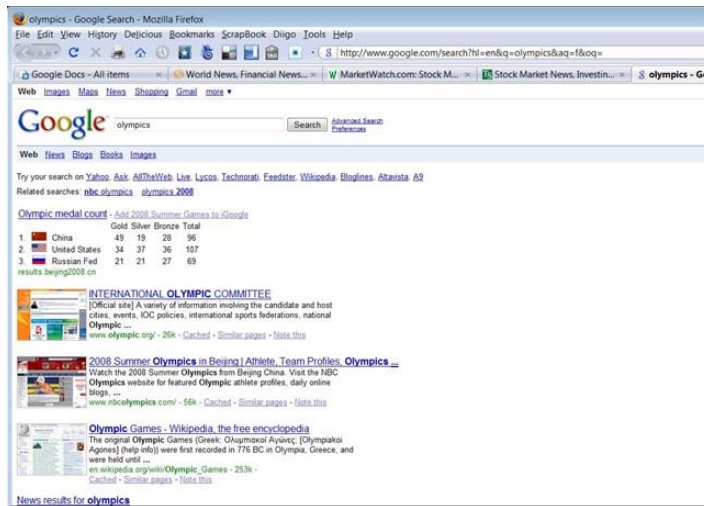 olympics - Google Search - Mozilla Firefox
File Edit View History Delicious Bookmarks ScrapBook Diigo Tools Help
http://www.google.com/search?hl=en&q=olympics&aq=f&oq=
Google Docs - All items World News, Financial News... MarketWatch.com: Stock M... Stock Market News, Investin... olympics - G
Web Images Maps News Shopping Gmail more ▼
Google olympics Search Advanced Search
Preferences
Web News Blogs Books Images
Try your search on Yahoo, Ask, AllTheWeb, Live, Lycos, Technorati, Feedster, Wikipedia, Bloglines, Altavista, A9
Related searches: nbc olympics olympics 2008
Olympic medal count - Add 2008 Summer Games to iGoogle
Gold Silver Bronze Total
1. China 49 19 28 96
2. United States 34 37 36 107
3. Russian Fed 21 21 27 69
results.beijing2008.cn
INTERNATIONAL OLYMPIC COMMITTEE
[Official site] A variety of information involving the candidate and host
cities, events, IOC policies, international sports federations, national
Olympic ...
www.olympic.org/ - 26k - Cached - Similar pages - Note this
2008 Summer Olympics in Beijing | Athlete, Team Profiles, Olympics ...
Watch the 2008 Summer Olympics from Beijing China. Visit the NBC
Olympics website for featured Olympic athlete profiles, daily online
blogs, ...
www.nbcolympics.com/ - 56k - Cached - Similar pages - Note this
Olympic Games - Wikipedia, the free encyclopedia
The original Olympic Games (Greek: Ολυμπιακοί Αγώνες; [Olympiakoi
Agones] (help·info)) were first recorded in 776 BC in Olympia, Greece, and
were held until ...
en.wikipedia.org/wiki/Olympic_Games - 253k -
Cached - Similar pages - Note this
News results for olympics